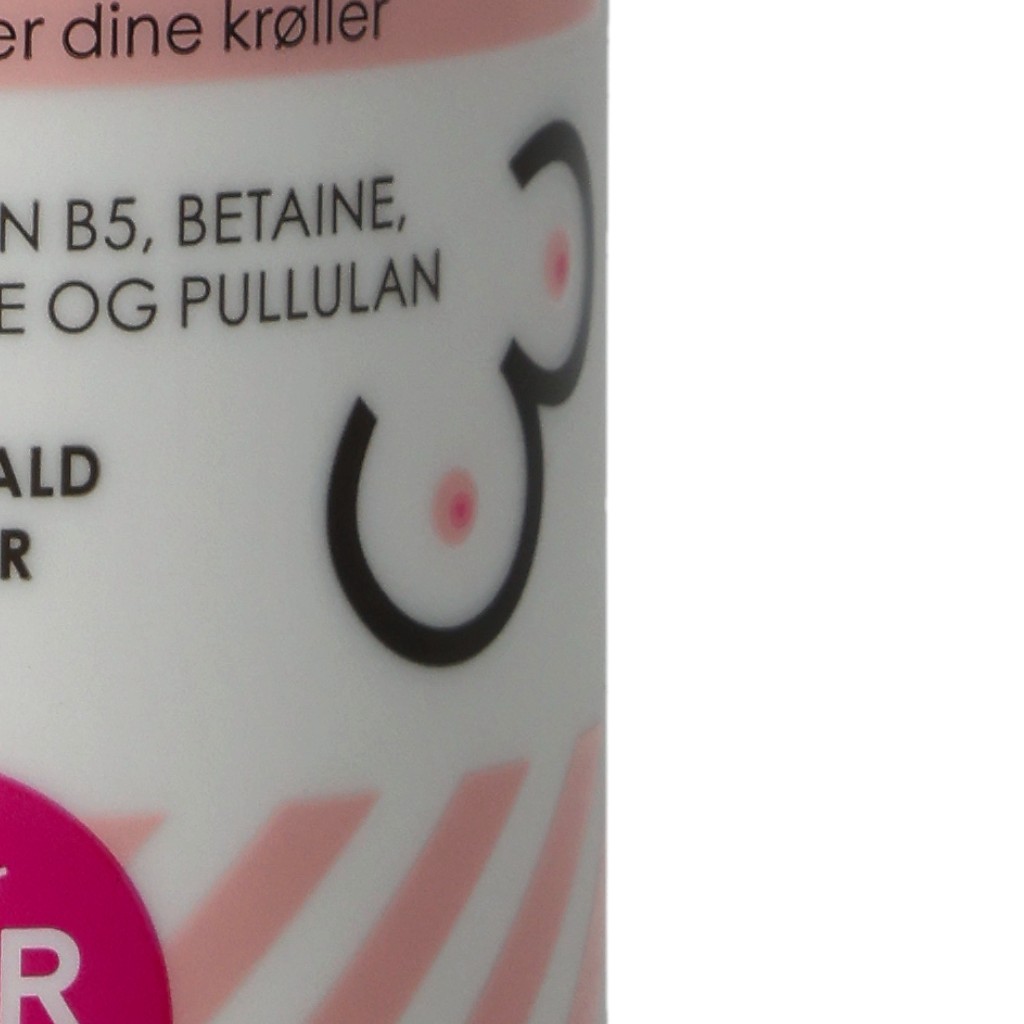 er dine krøller
N B5, BETAINE,
E OG PULLULAN
ALD
R
R